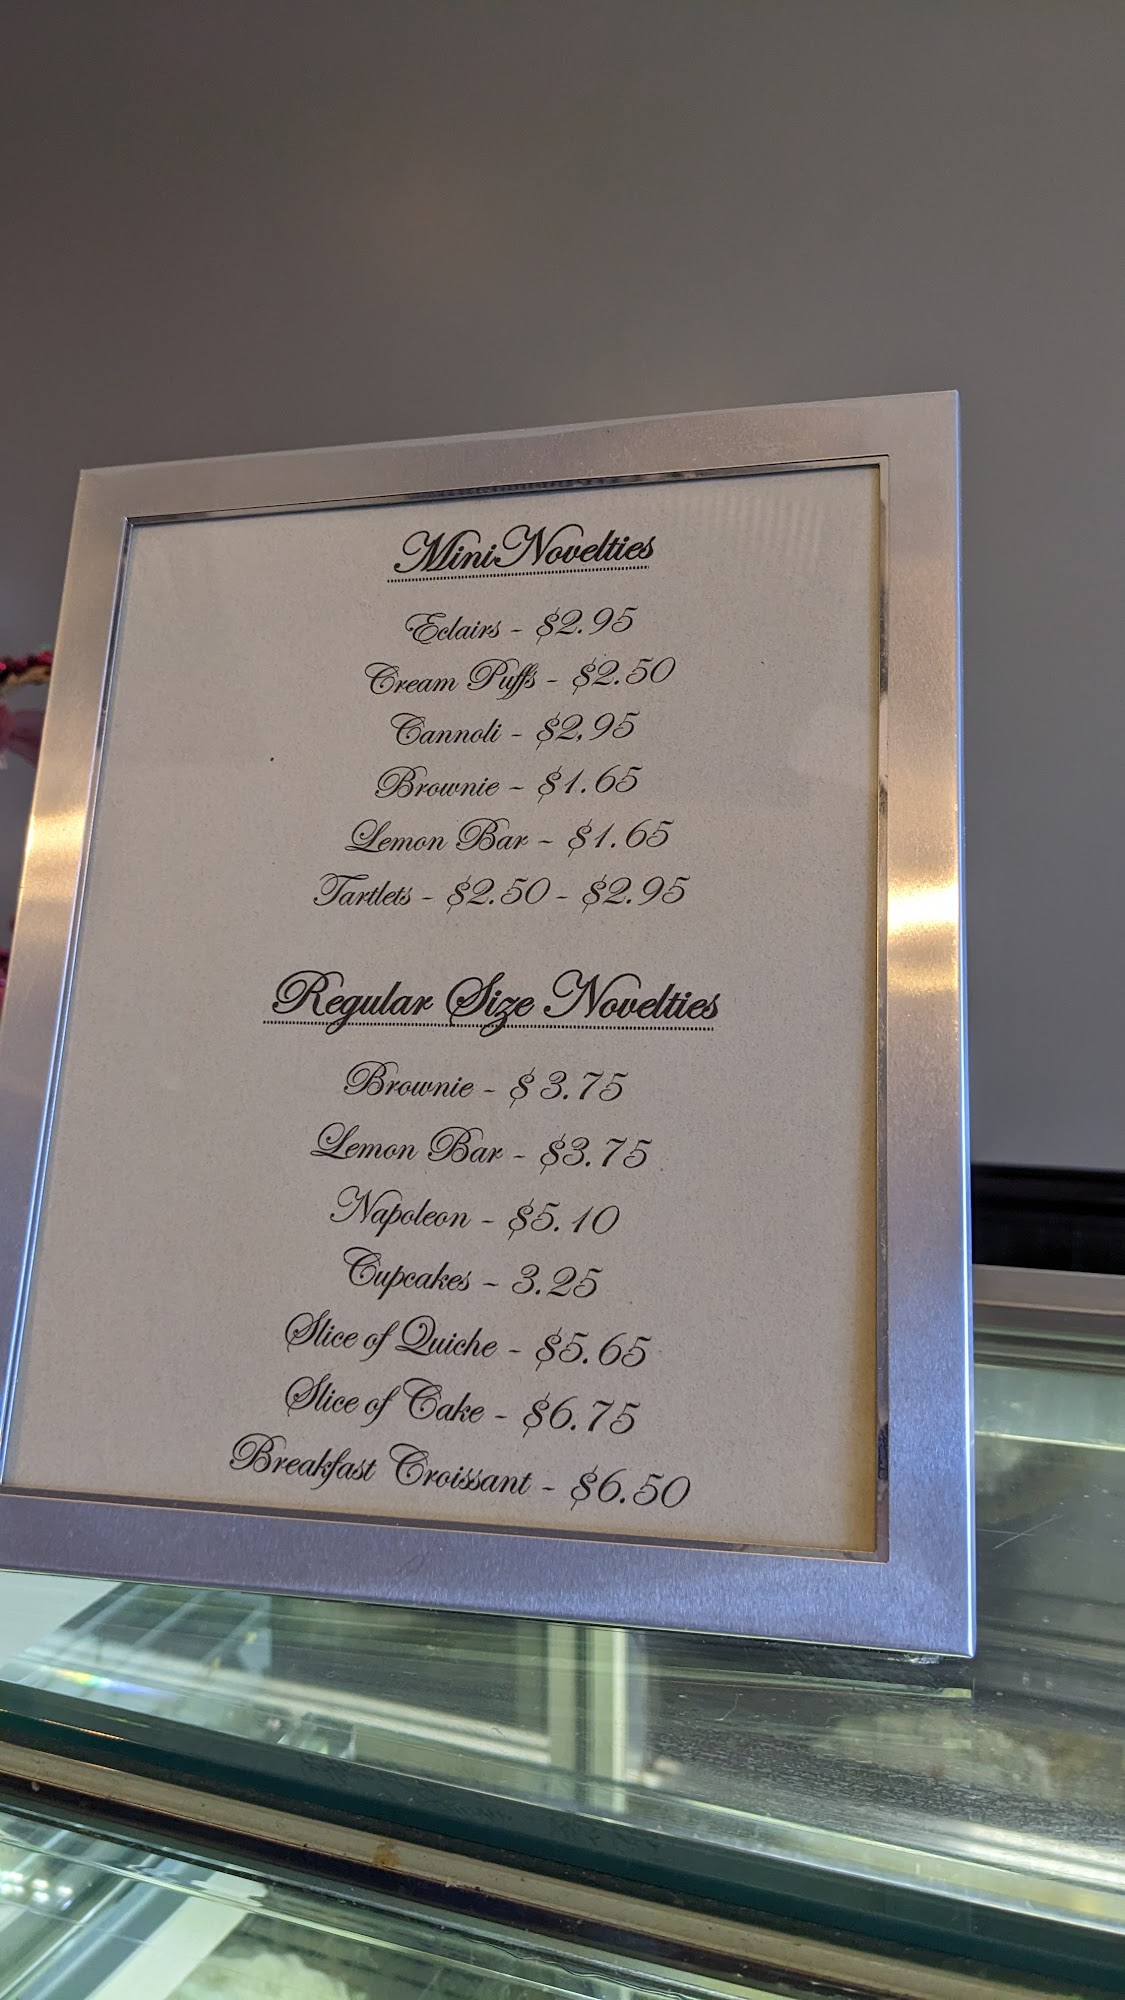 Mini Novelties
Eclairs - $2.95
Cream Puffs - $2.50
Cannoli - $2.95
Brownie - $1.65
Lemon Bar - $1.65
Tartlets - $2.50 - $2.95
Regular Size Novelties
Brownie - $ 3.75
Lemon Bar - $3.75
Napoleon - $5.10
Cupcakes - 3.25
Slice of Quiche - $5.65
Slice of Cake - $6.75
Breakfast Croissant - $6.50